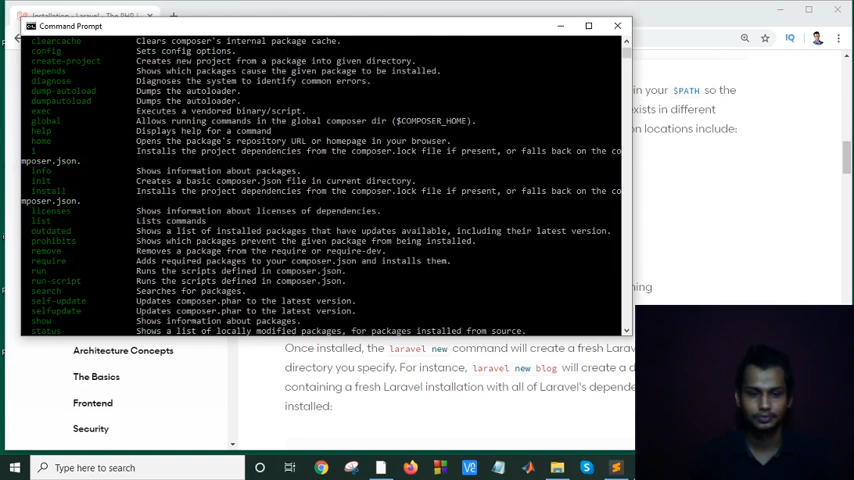 Installation - Laravel - The PHP
Command Prompt
clearcache Clears composer's internal package cache.
config Sets config options.
create-project Creates new project from a package into given directory.
depends Shows which packages cause the given package to be installed.
diagnose Diagnoses the system to identify common errors.
dump-autoload Dumps the autoloader.
dumpautoload Dumps the autoloader.
exec Executes a vendored binary/script.
global Allows running commands in the global composer dir ($COMPOSER_HOME).
help Displays help for a command
home Opens the package's repository URL or homepage in your browser.
i Installs the project dependencies from the composer.lock file if present, or falls back on the co
mposer.json.
info Shows information about packages.
init Creates a basic composer.json file in current directory.
install Installs the project dependencies from the composer.lock file if present, or falls back on the co
mposer.json.
licenses Shows information about licenses of dependencies.
list Lists commands
outdated Shows a list of installed packages that have updates available, including their latest version.
prohibits Shows which packages prevent the given package from being installed.
remove Removes a package from the require or require-dev.
require Adds required packages to your composer.json and installs them.
run Runs the scripts defined in composer.json.
run-script Runs the scripts defined in composer.json.
search Searches for packages.
self-update Updates composer.phar to the latest version.
selfupdate Updates composer.phar to the latest version.
show Shows information about packages.
status Shows a list of locally modified packages, for packages installed from source.
IQ
in your $PATH so the
exists in different
on locations include:
ning
Architecture Concepts
The Basics
Frontend
Security
Once installed, the laravel new command will create a fresh Lara
directory you specify. For instance, laravel new blog will create a d
containing a fresh Laravel installation with all of Laravel's depende
installed:
Type here to search